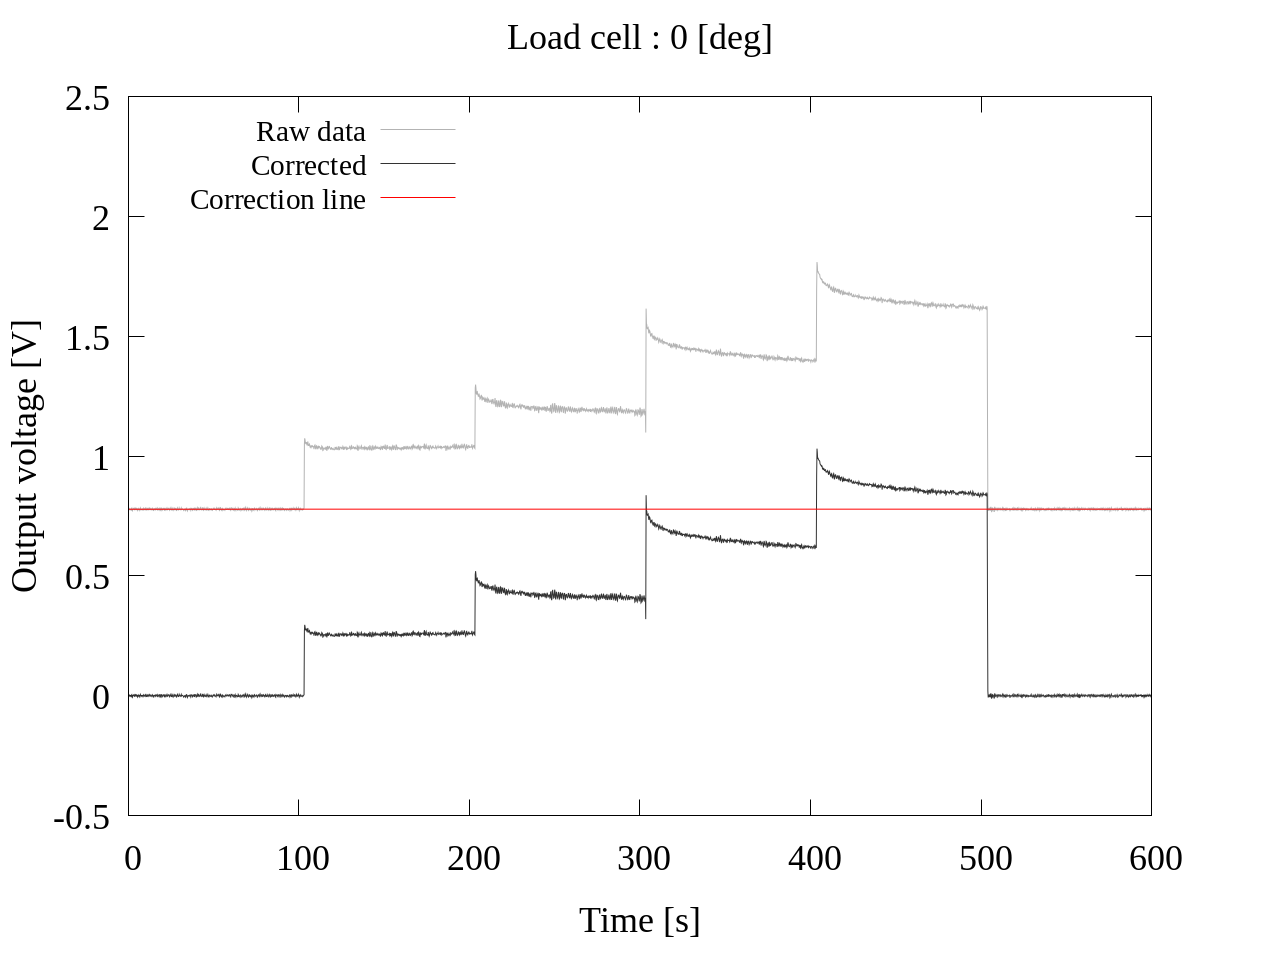 Load cell : 0 [deg]
2.5
2
1.5
1
0.5
0
-0.5
Output voltage [V]
Raw data
Corrected
Correction line
0 100 200 300 400 500 600
Time [s]